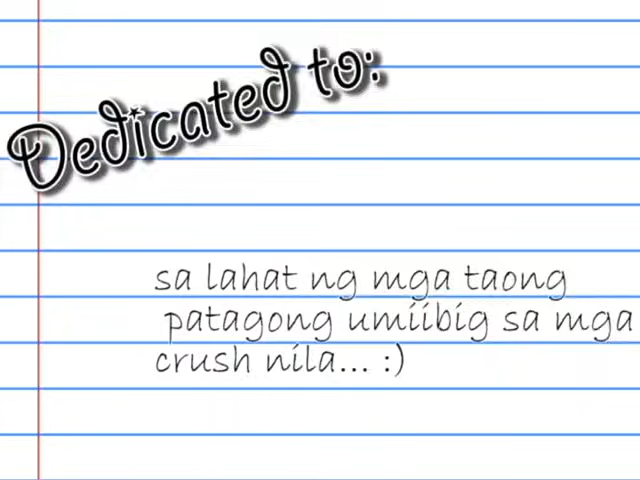 Dedicated to:
sa lahat ng mga taong
patagong umiibig sa mga
crush nila... :)